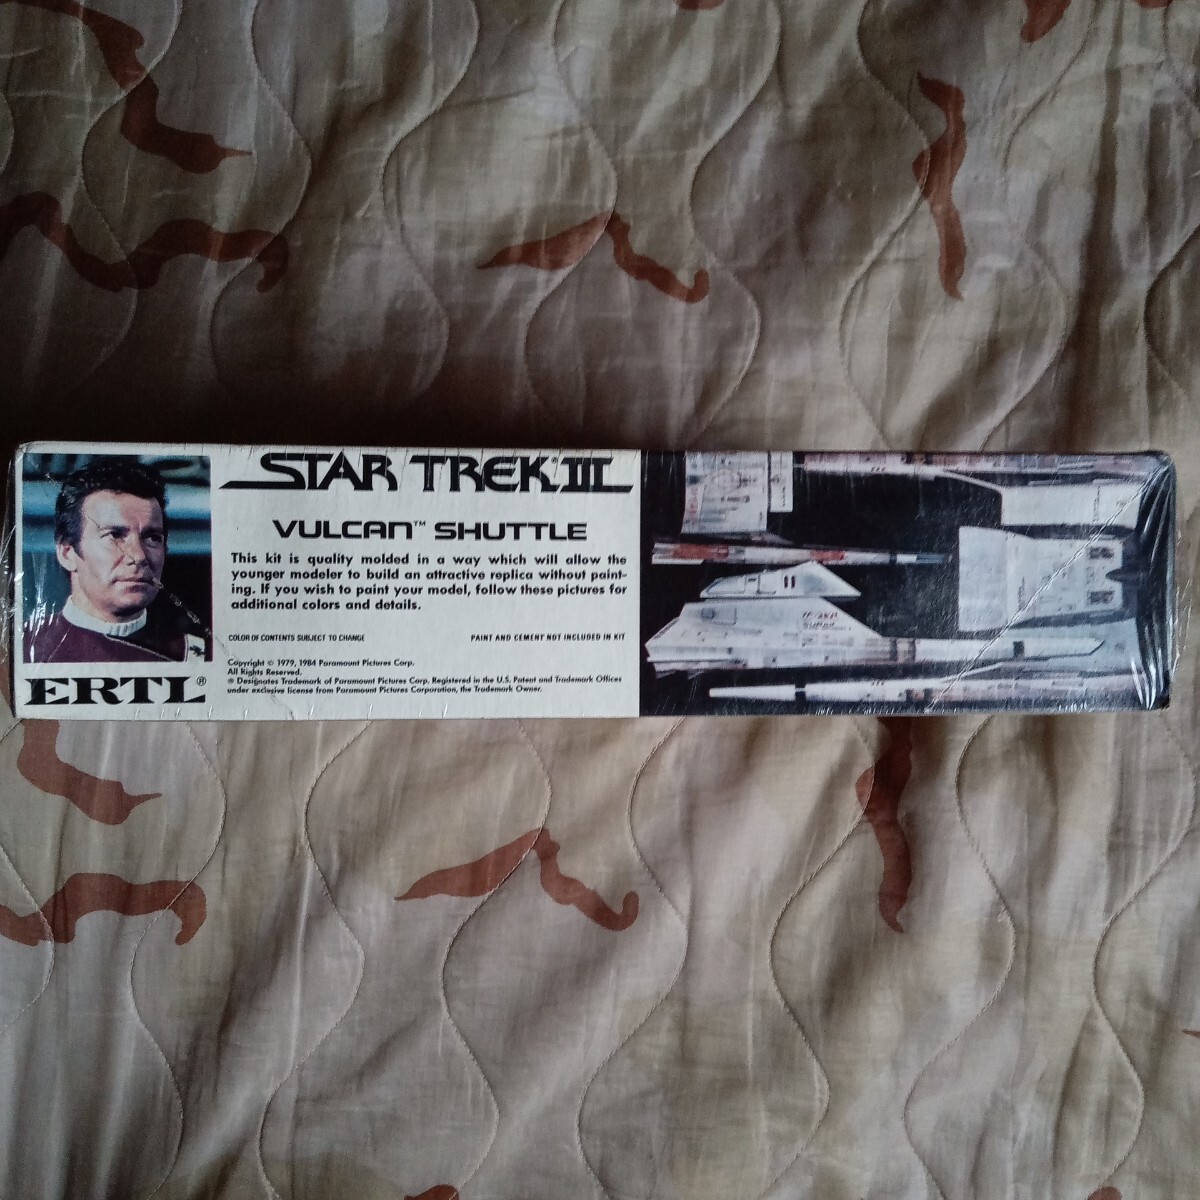 STAR TREK® III
VULCAN™ SHUTTLE
This kit is quality molded in a way which will allow the
younger modeler to build an attractive replica without paint-
ing. If you wish to paint your model, follow these pictures for
additional colors and details.
COLOR OF CONTENTS SUBJECT TO CHANGE
PAINT AND CEMENT NOT INCLUDED IN KIT
Copyright © 1979, 1984 Paramount Pictures Corp.
All Rights Reserved.
® Designates Trademark of Paramount Pictures Corp. Registered in the U.S. Patent and Trademark Offices
under exclusive license from Paramount Pictures Corporation, the Trademark Owner.
ERTL®